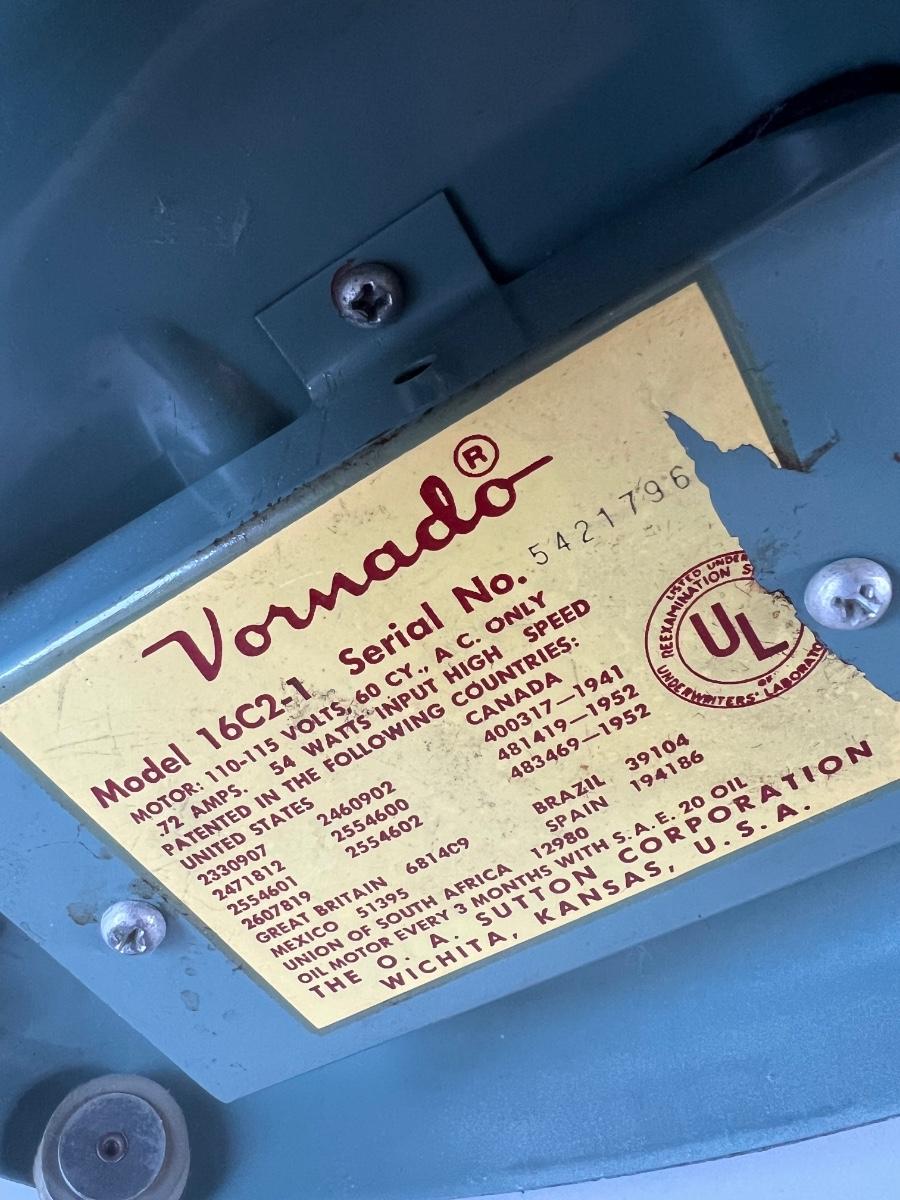 Vornado®
Model 16C2-1 Serial No. 5421796
MOTOR: 110-115 VOLTS, 60 CY., A C. ONLY
.72 AMPS. 54 WATTS INPUT HIGH SPEED
PATENTED IN THE FOLLOWING COUNTRIES:
UNITED STATES CANADA
2330907 2460902 400317—1941
2471812 2554600 481419—1952
2554601 2554602 483469—1952
2607819
GREAT BRITAIN 6814C9 BRAZIL 39104
MEXICO 51395 SPAIN 194186
UNION OF SOUTH AFRICA 12980
OIL MOTOR EVERY 3 MONTHS WITH S.A.E. 20 OIL
THE O. A. SUTTON CORPORATION
WICHITA, KANSAS, U.S.A.
LISTED UNDER
REEXAMINATION
UL
UNDERWRITERS'